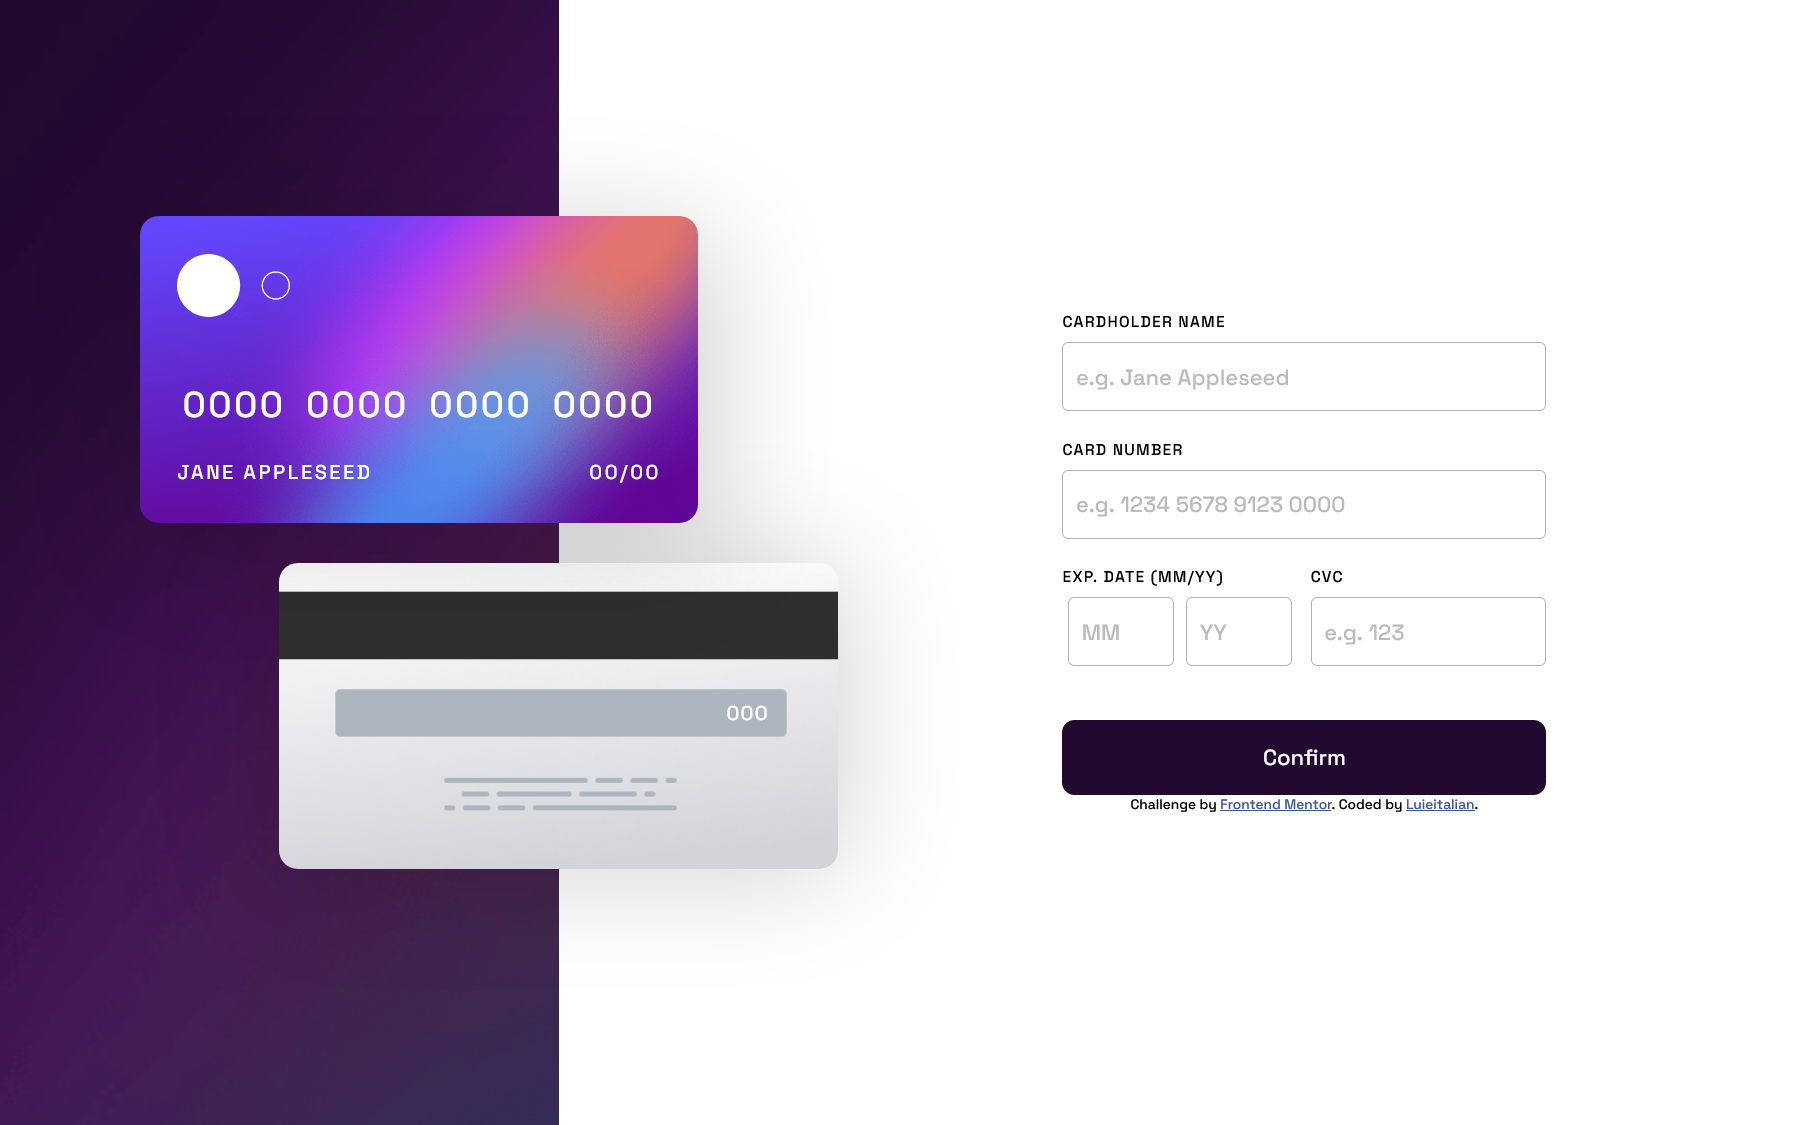 0000 0000 0000 0000
JANE APPLESEED 00/00
000
CARDHOLDER NAME
e.g. Jane Appleseed
CARD NUMBER
e.g. 1234 5678 9123 0000
EXP. DATE (MM/YY) CVC
MM YY e.g. 123
Confirm
Challenge by Frontend Mentor. Coded by Luieitalian.